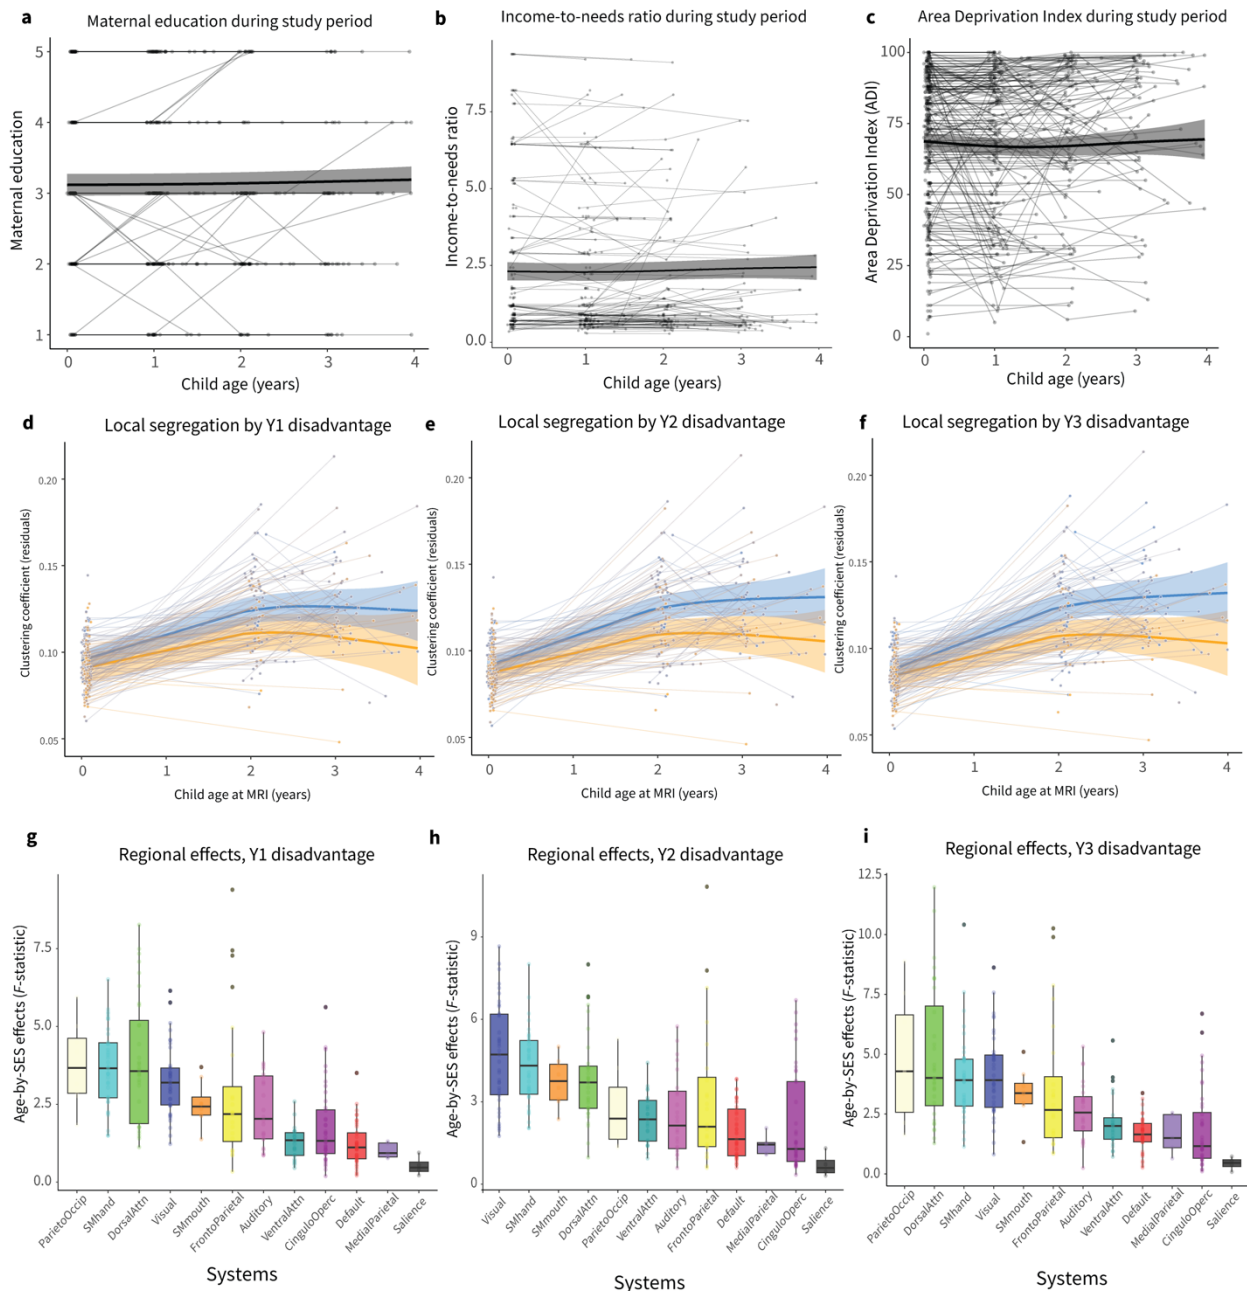 a Maternal education during study period
Maternal education
5
4
3
2
1
0 1 2 3 4
Child age (years)
b Income-to-needs ratio during study period
Income-to-needs ratio
7.5
5.0
2.5
0.0
0 1 2 3 4
Child age (years)
c Area Deprivation Index during study period
Area Deprivation Index (ADI)
100
75
50
25
0
0 1 2 3 4
Child age (years)
d Local segregation by Y1 disadvantage
Clustering coefficient (residuals)
0.20
0.15
0.10
0.05
0 1 2 3 4
Child age at MRI (years)
e Local segregation by Y2 disadvantage
Clustering coefficient (residuals)
0.20
0.15
0.10
0.05
0 1 2 3 4
Child age at MRI (years)
f Local segregation by Y3 disadvantage
Clustering coefficient (residuals)
0.20
0.15
0.10
0.05
0 1 2 3 4
Child age at MRI (years)
g Regional effects, Y1 disadvantage
Age-by-SES effects (F-statistic)
7.5
5.0
2.5
0.0
ParietoOccip SMhand DorsalAttn Visual SMmouth FrontoParietal Auditory VentralAttn CinguloOperc Default MedialParietal Salience
Systems
h Regional effects, Y2 disadvantage
Age-by-SES effects (F-statistic)
9
6
3
0
Visual SMhand SMmouth DorsalAttn ParietoOccip VentralAttn Auditory FrontoParietal Default MedialParietal CinguloOperc Salience
Systems
i Regional effects, Y3 disadvantage
Age-by-SES effects (F-statistic)
12.5
10.0
7.5
5.0
2.5
0.0
ParietoOccip DorsalAttn SMhand Visual SMmouth FrontoParietal Auditory VentralAttn Default MedialParietal CinguloOperc Salience
Systems